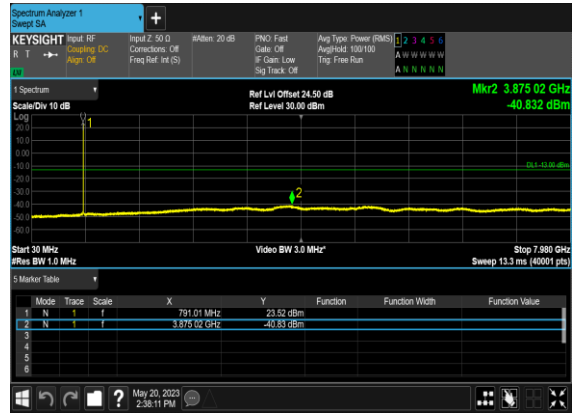 Spectrum Analyzer 1
Swept SA
KEYSIGHT Input: RF Input Z: 50 Ω #Atten: 20 dB PNO: Fast Avg Type: Power (RMS) 1 2 3 4 5 6
R T Coupling: DC Corrections: Off Gate: Off Avg|Hold: 100/100 A W W W W W
Align: Off Freq Ref: Int (S) IF Gain: Low Trig: Free Run
Sig Track: Off A N N N N N
1 Spectrum Ref Lvl Offset 24.50 dB Mkr2 3.875 02 GHz
Scale/Div 10 dB Ref Level 30.00 dBm -40.832 dBm
Log
20.0
10.0
0.00
-10.0
-20.0
-30.0
-40.0
-50.0
-60.0
1
DL1 -13.00 dBm
2
Start 30 MHz Video BW 3.0 MHz* Stop 7.980 GHz
#Res BW 1.0 MHz Sweep 13.3 ms (40001 pts)
5 Marker Table
Mode Trace Scale X Y Function Function Width Function Value
1 N 1 f 791.01 MHz 23.52 dBm
2 N 1 f 3.875 02 GHz -40.83 dBm
3
4
5
6
? May 20, 2023
2:38:11 PM